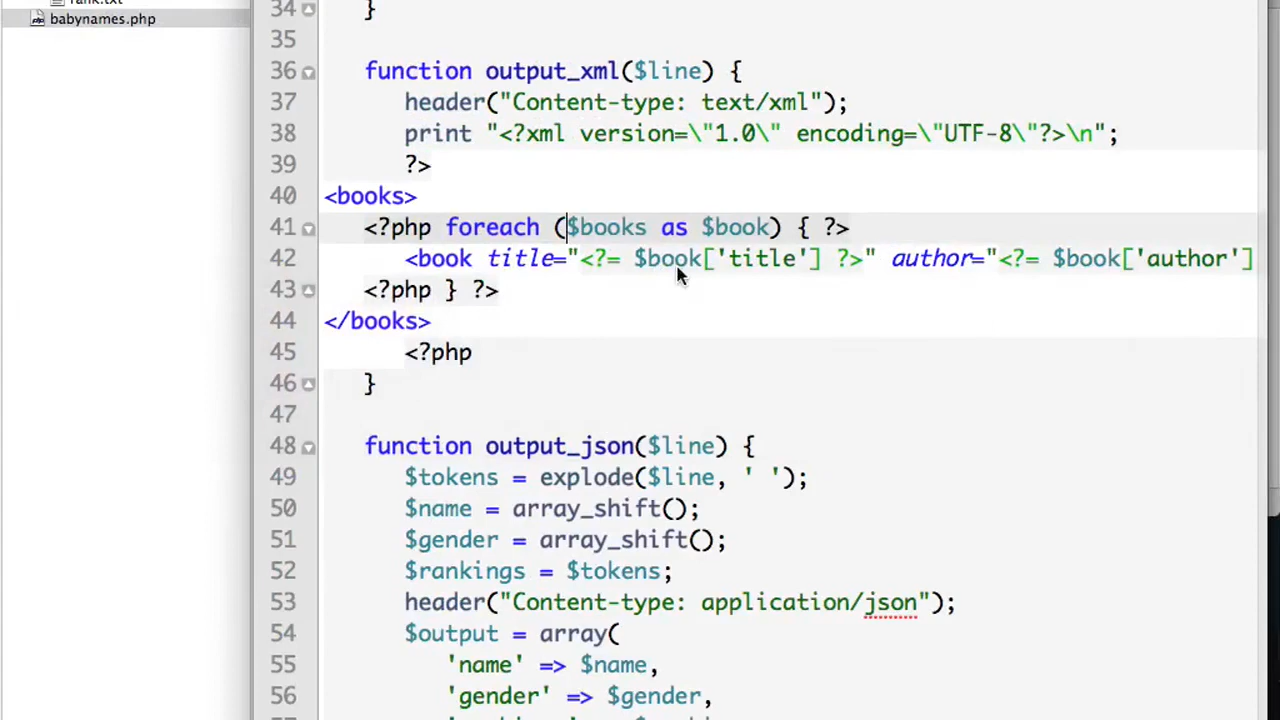 rank.txt
babynames.php
34 }
35
36 function output_xml($line) {
37 header("Content-type: text/xml");
38 print "<?xml version=\"1.0\" encoding=\"UTF-8\"?>\n";
39 ?>
40 <books>
41 <?php foreach ($books as $book) { ?>
42 <book title="<?= $book['title'] ?>" author="<?= $book['author']
43 <?php } ?>
44 </books>
45 <?php
46 }
47
48 function output_json($line) {
49 $tokens = explode($line, ' ');
50 $name = array_shift();
51 $gender = array_shift();
52 $rankings = $tokens;
53 header("Content-type: application/json");
54 $output = array(
55 'name' => $name,
56 'gender' => $gender,